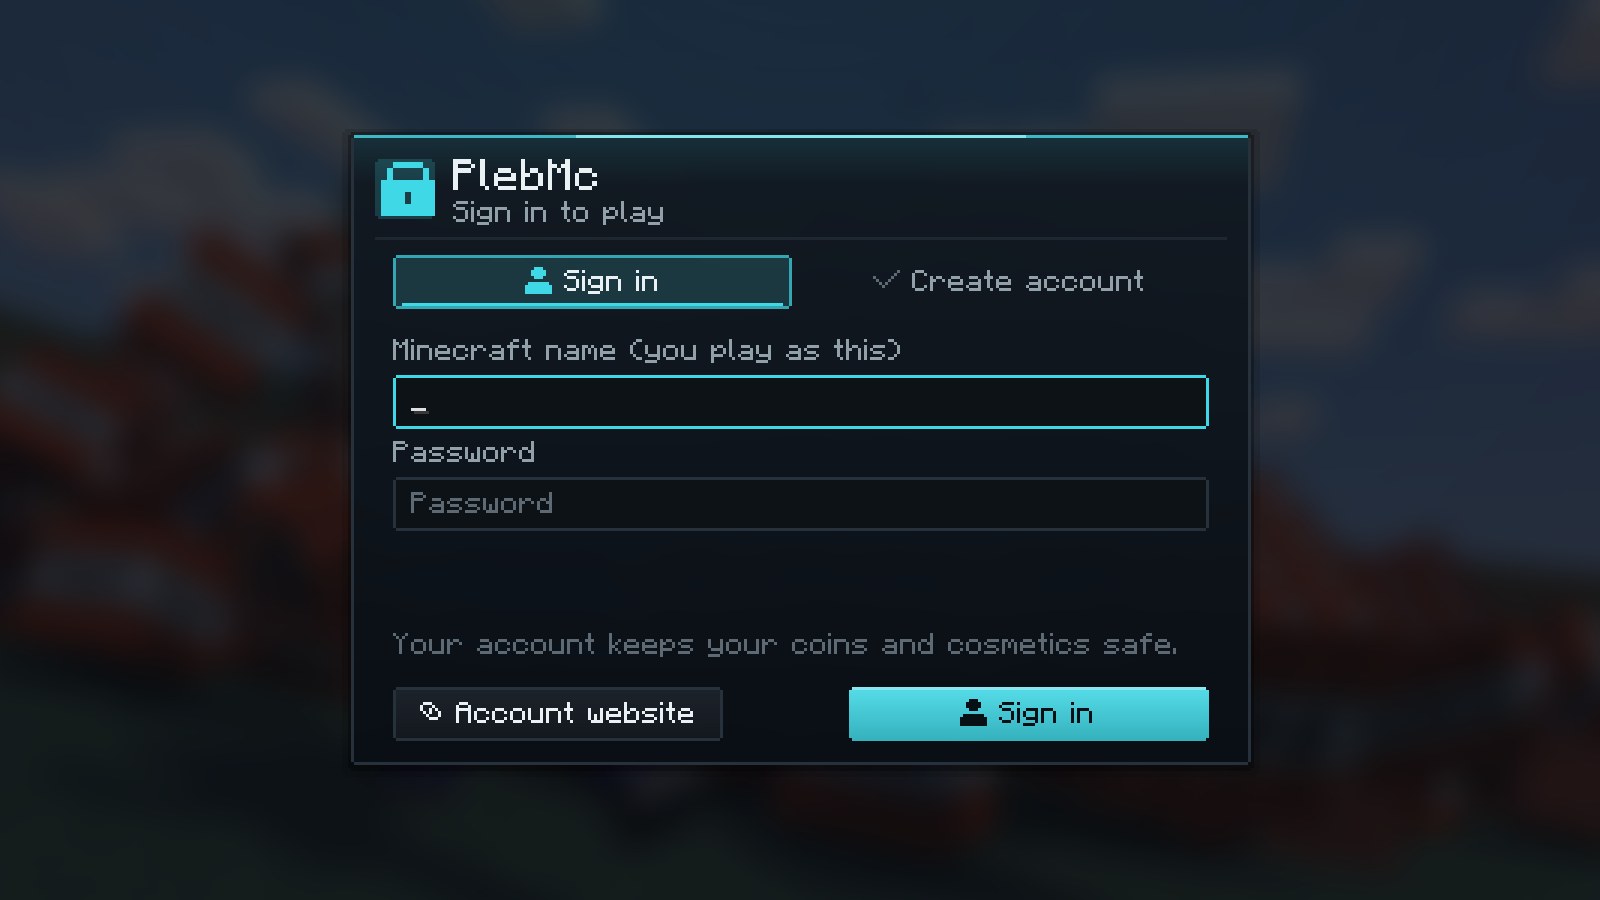 PlebMc
Sign in to play
Sign in
Create account
Minecraft name (you play as this)
Password
Password
Your account keeps your coins and cosmetics safe.
Account website
Sign in